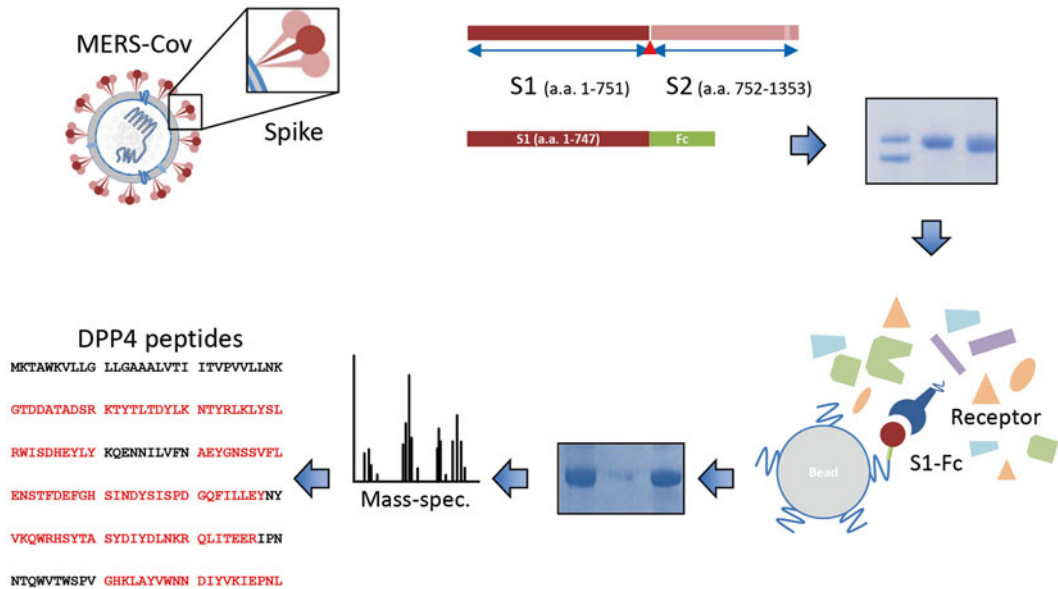 MERS-Cov
Spike
S1 (a.a. 1-751)
S2 (a.a. 752-1353)
S1 (a.a. 1-747)
Fc
Receptor
S1-Fc
Bead
Mass-spec.
DPP4 peptides
MKTAWKVLLG LLGAAALVTI ITVPVVLLNK
GTDDATADSR KTYTLTDYLK NTYRLKLYSL
RWISDHEYLY KQENNILVFN AEYGNSSVFL
ENSTFDEFGH SINDYSISPD GQFILLEYNY
VKQWRHSYTA SYDIYDLNKR QLITEERIPN
NTQWVTWSPV GHKLAYVWNN DIYVKIEPNL